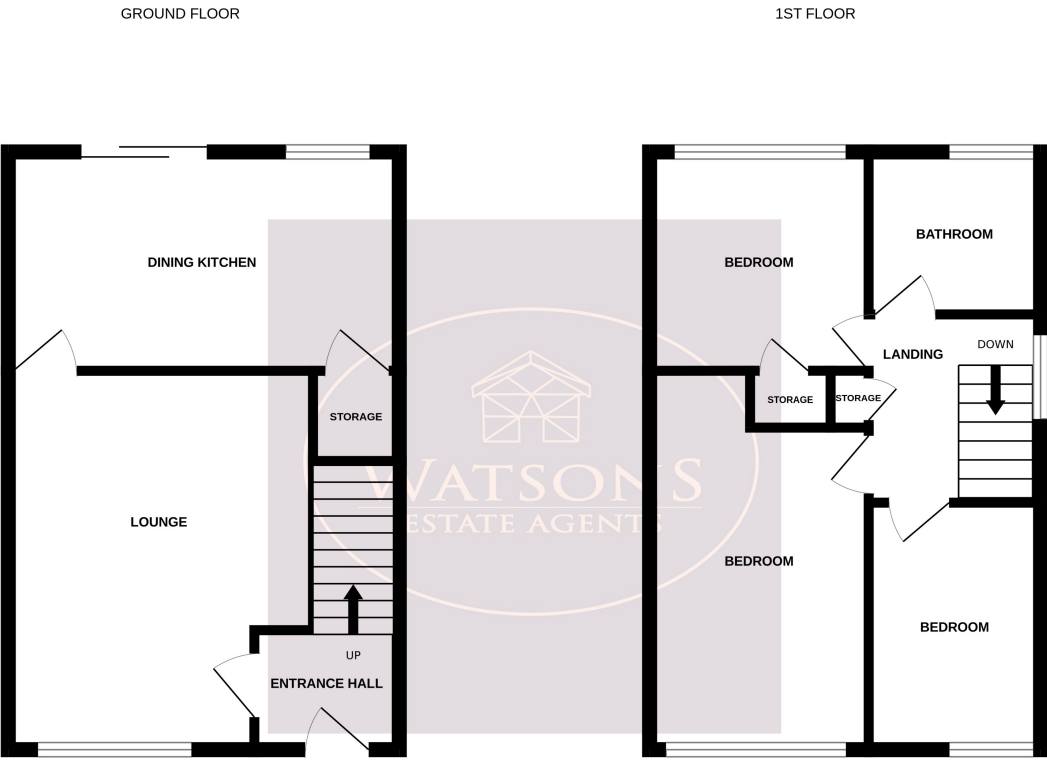 GROUND FLOOR
1ST FLOOR
DINING KITCHEN
STORAGE
LOUNGE
UP
ENTRANCE HALL
BEDROOM
BATHROOM
LANDING
DOWN
STORAGE
STORAGE
BEDROOM
BEDROOM
WATSONS
ESTATE AGENTS